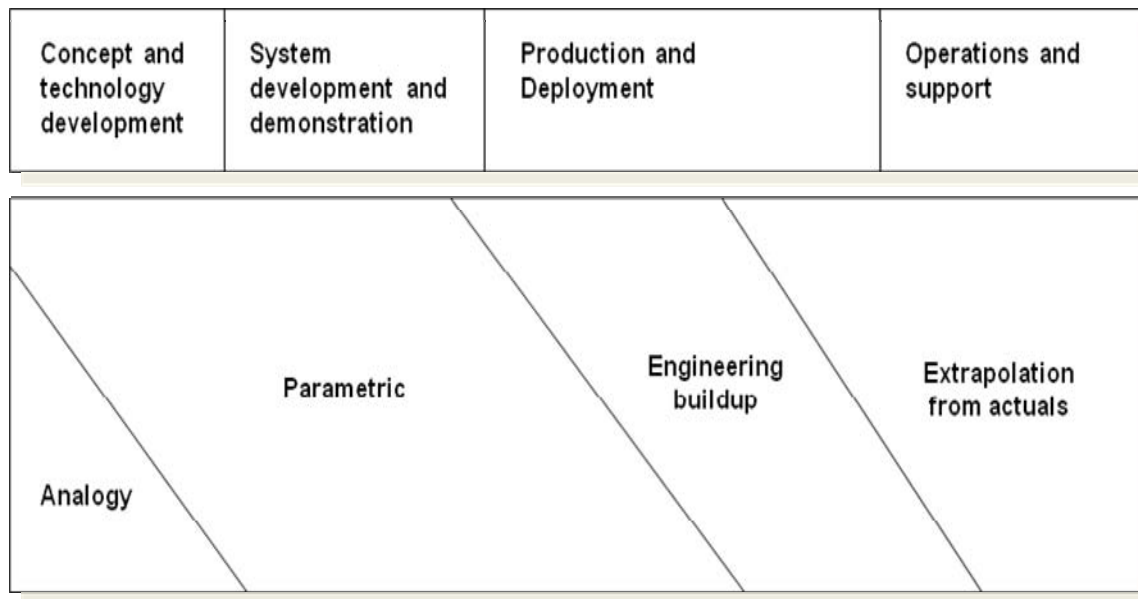 Concept and
technology
development
System
development and
demonstration
Production and
Deployment
Operations and
support
Analogy
Parametric
Engineering
buildup
Extrapolation
from actuals